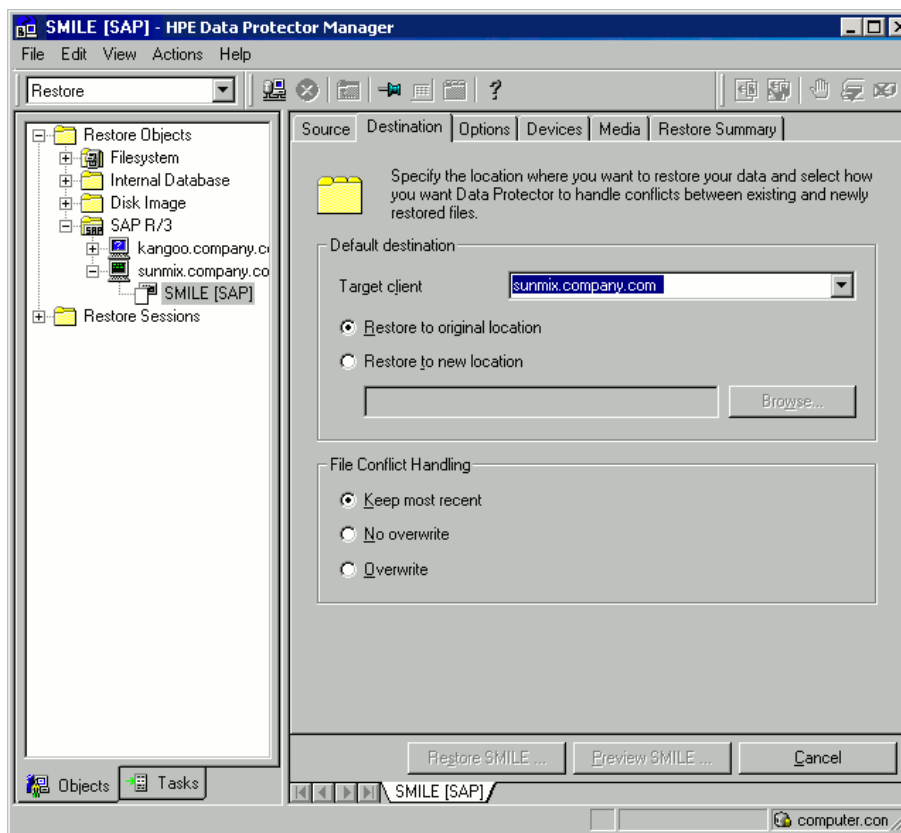 SMILE [SAP] - HPE Data Protector Manager
File Edit View Actions Help
Restore
Restore Objects
Filesystem
Internal Database
Disk Image
SAP R/3
kangoo.company.c
sunmix.company.co
SMILE [SAP]
Restore Sessions
Objects Tasks
Source Destination Options Devices Media Restore Summary
Specify the location where you want to restore your data and select how
you want Data Protector to handle conflicts between existing and newly
restored files.
Default destination
Target client sunmix.company.com
Restore to original location
Restore to new location
Browse...
File Conflict Handling
Keep most recent
No overwrite
Overwrite
Restore SMILE ... Preview SMILE ... Cancel
SMILE [SAP]
computer.con